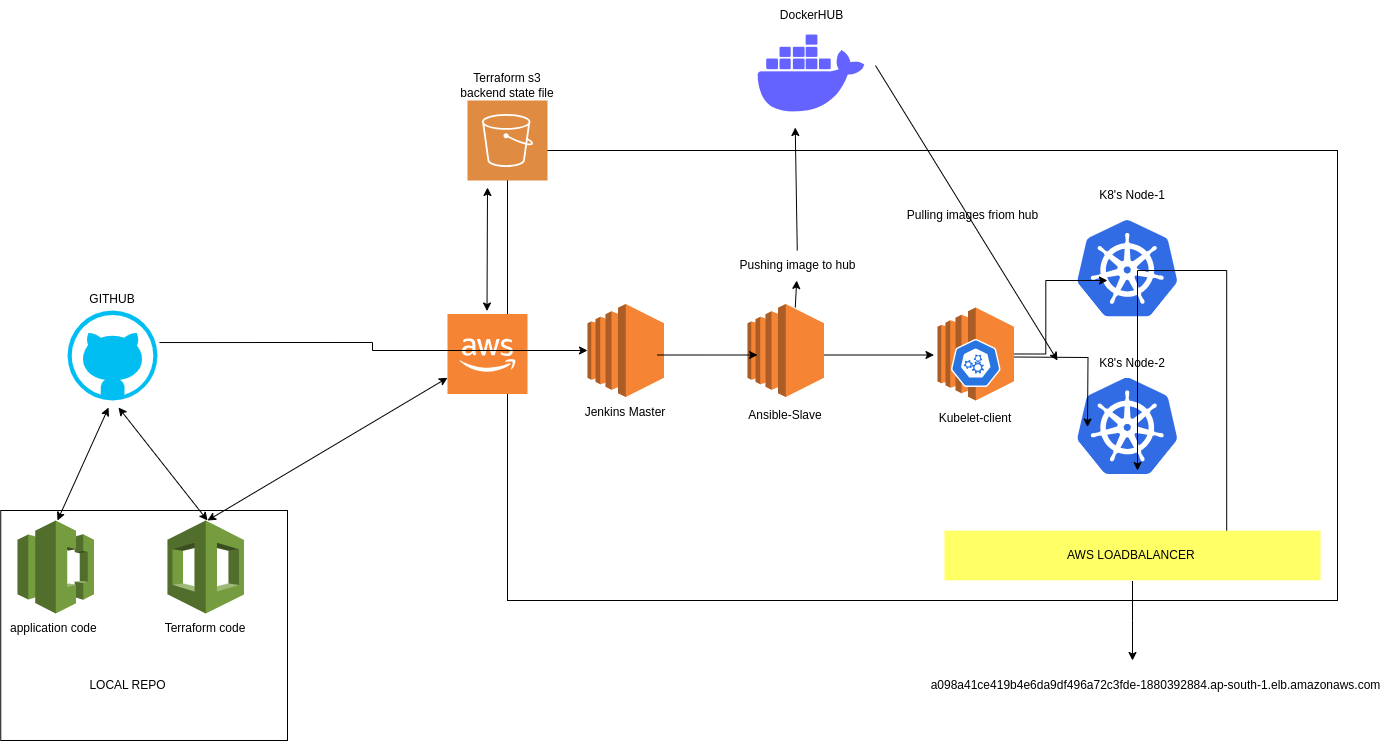 DockerHUB
Terraform s3
backend state file
K8's Node-1
Pulling images friom hub
Pushing image to hub
GITHUB
aws
K8's Node-2
Jenkins Master
Ansible-Slave
Kubelet-client
AWS LOADBALANCER
application code
Terraform code
LOCAL REPO
a098a41ce419b4e6da9df496a72c3fde-1880392884.ap-south-1.elb.amazonaws.com